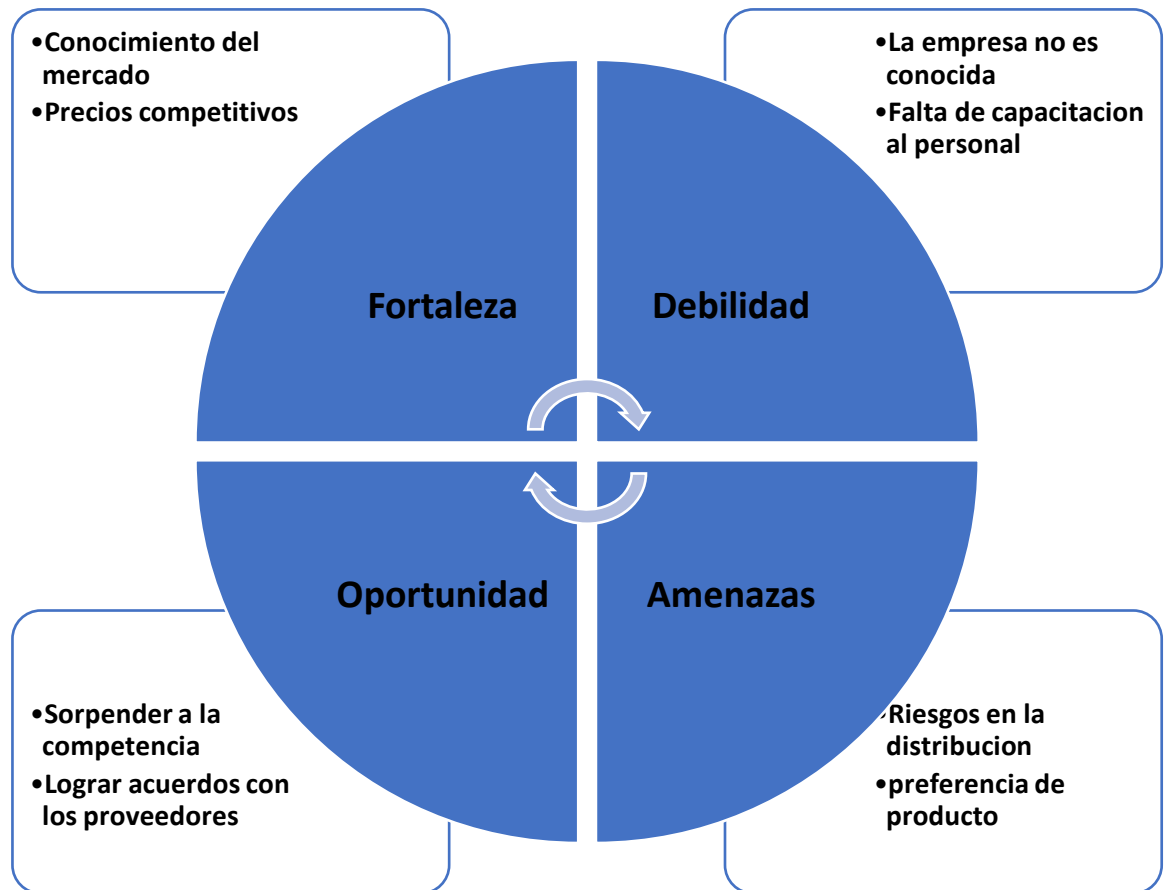 •Conocimiento del
mercado
•Precios competitivos
•La empresa no es
conocida
•Falta de capacitacion
al personal
Fortaleza
Debilidad
Oportunidad
Amenazas
•Sorpender a la
competencia
•Lograr acuerdos con
los proveedores
•Riesgos en la
distribucion
•preferencia de
producto